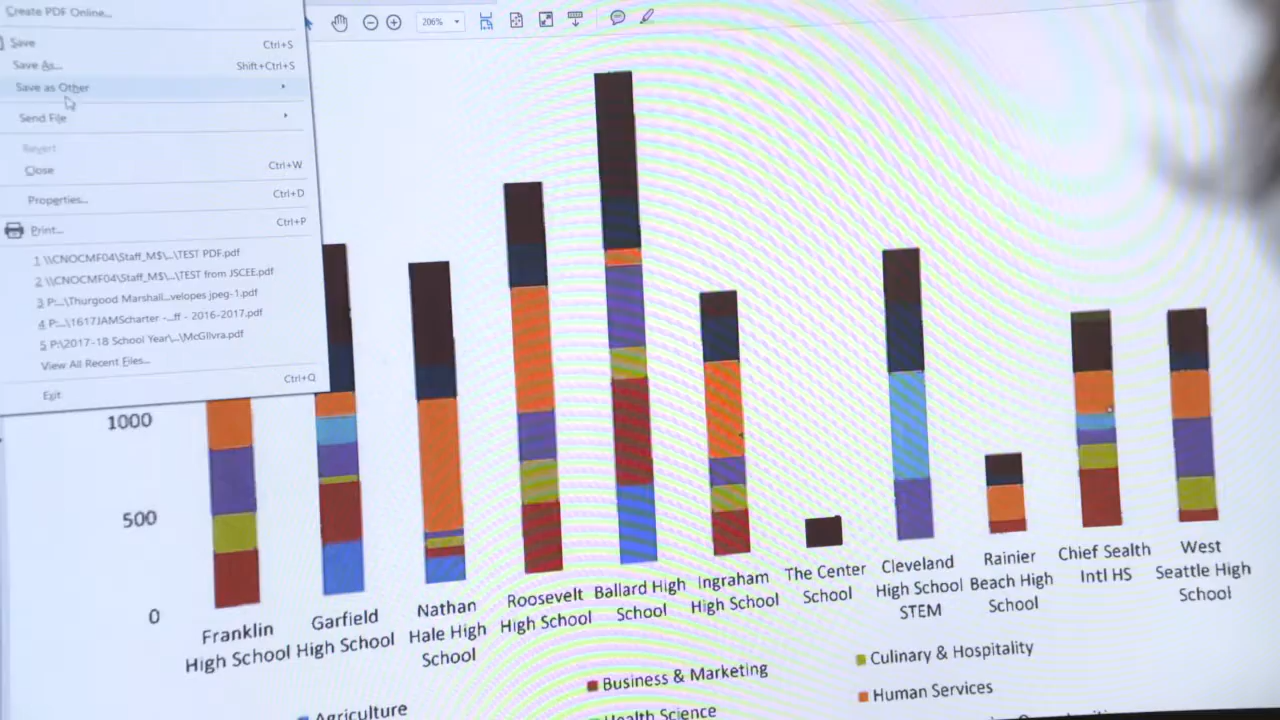 Create PDF Online...
206%
Save Ctrl+S
Save As... Shift+Ctrl+S
Save as Other
Send File
Revert
Close Ctrl+W
Properties... Ctrl+D
Print... Ctrl+P
1 \\CNOCMF04\Staff_M$\...\TEST PDF.pdf
2 \\CNOCMF04\Staff_M$\...\TEST from JSCEE.pdf
3 P:...\Thurgood Marshall...velopes jpeg-1.pdf
4 P:...\1617JAMScharter -...ff - 2016-2017.pdf
5 P:\2017-18 School Year\...\McGilvra.pdf
View All Recent Files...
Exit Ctrl+Q
1000
500
0
Franklin High School
Garfield High School
Nathan Hale High School
Roosevelt High School
Ballard High School
Ingraham High School
The Center School
Cleveland High School STEM
Rainier Beach High School
Chief Sealth Intl HS
West Seattle High School
Agriculture
Business & Marketing
Culinary & Hospitality
Health Science
Human Services